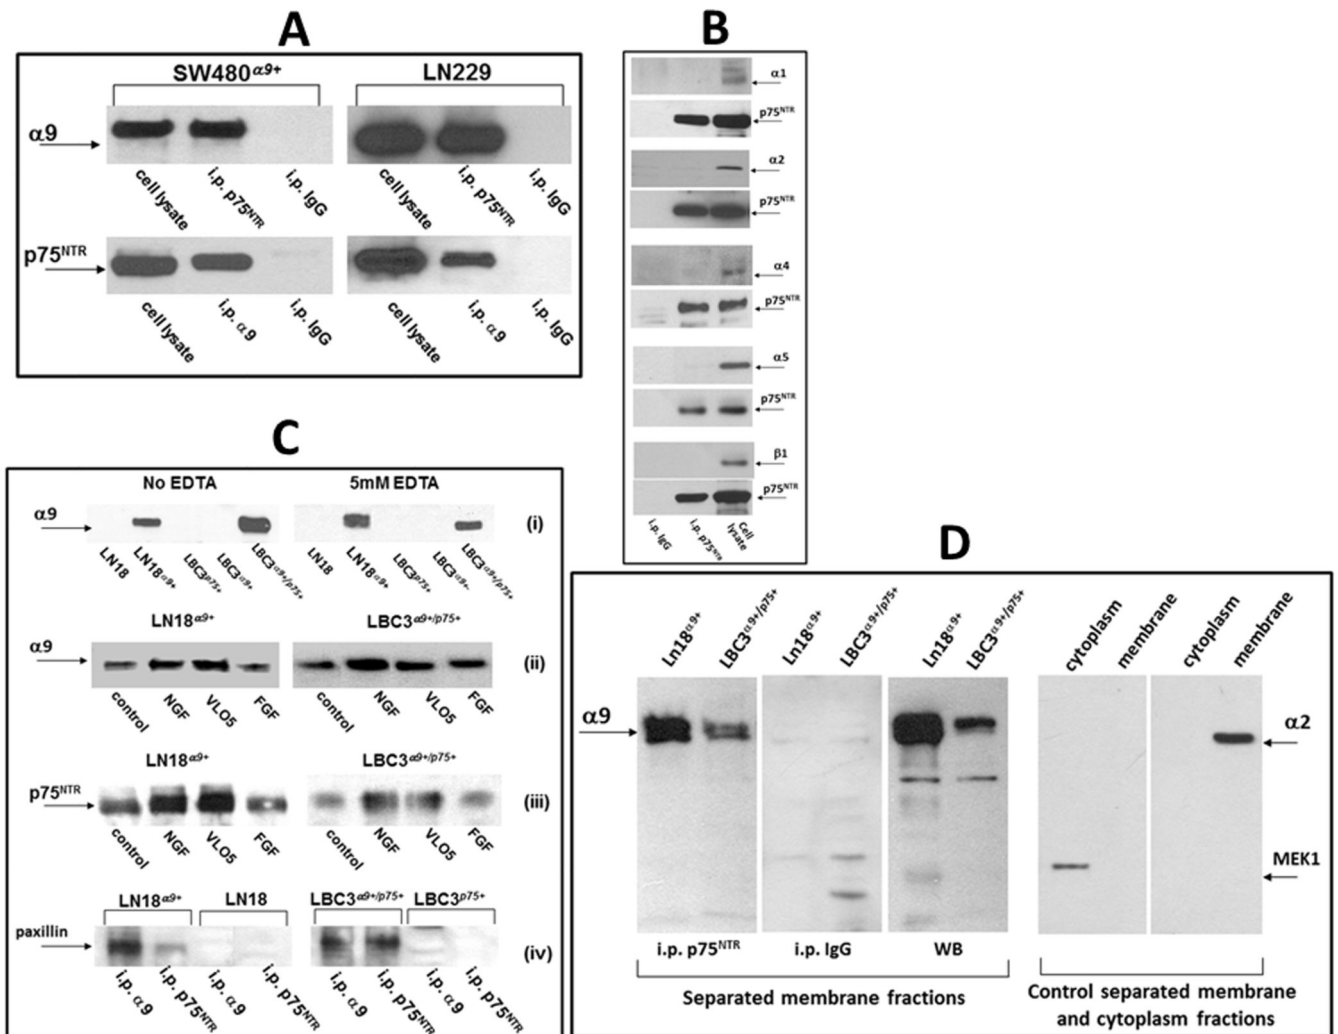 A
SW480α9+ LN229
α9
cell lysate i.p. p75NTR i.p. IgG cell lysate i.p. p75NTR i.p. IgG
p75NTR
cell lysate i.p. α9 i.p. IgG cell lysate i.p. α9 i.p. IgG
B
α1
p75NTR
α2
p75NTR
α4
p75NTR
α5
p75NTR
β1
p75NTR
i.p. IgG i.p. p75NTR Cell lysate
C
No EDTA 5mM EDTA
α9 (i)
LN18 LN18α9+ LBC3p75+ LBC3α9+ LBC3α9+/p75+ LN18 LN18α9+ LBC3p75+ LBC3α9+ LBC3α9+/p75+
LN18α9+ LBC3α9+/p75+
α9 (ii)
control NGF VLO5 FGF control NGF VLO5 FGF
LN18α9+ LBC3α9+/p75+
p75NTR (iii)
control NGF VLO5 FGF control NGF VLO5 FGF
LN18α9+ LN18 LBC3α9+/p75+ LBC3p75+
paxillin (iv)
i.p. α9 i.p. p75NTR i.p. α9 i.p. p75NTR i.p. α9 i.p. p75NTR i.p. α9 i.p. p75NTR
D
Ln18α9+ LBC3α9+/p75+ Ln18α9+ LBC3α9+/p75+ Ln18α9+ LBC3α9+/p75+ cytoplasm membrane cytoplasm membrane
α9 α2
MEK1
i.p. p75NTR i.p. IgG WB
Separated membrane fractions
Control separated membrane
and cytoplasm fractions